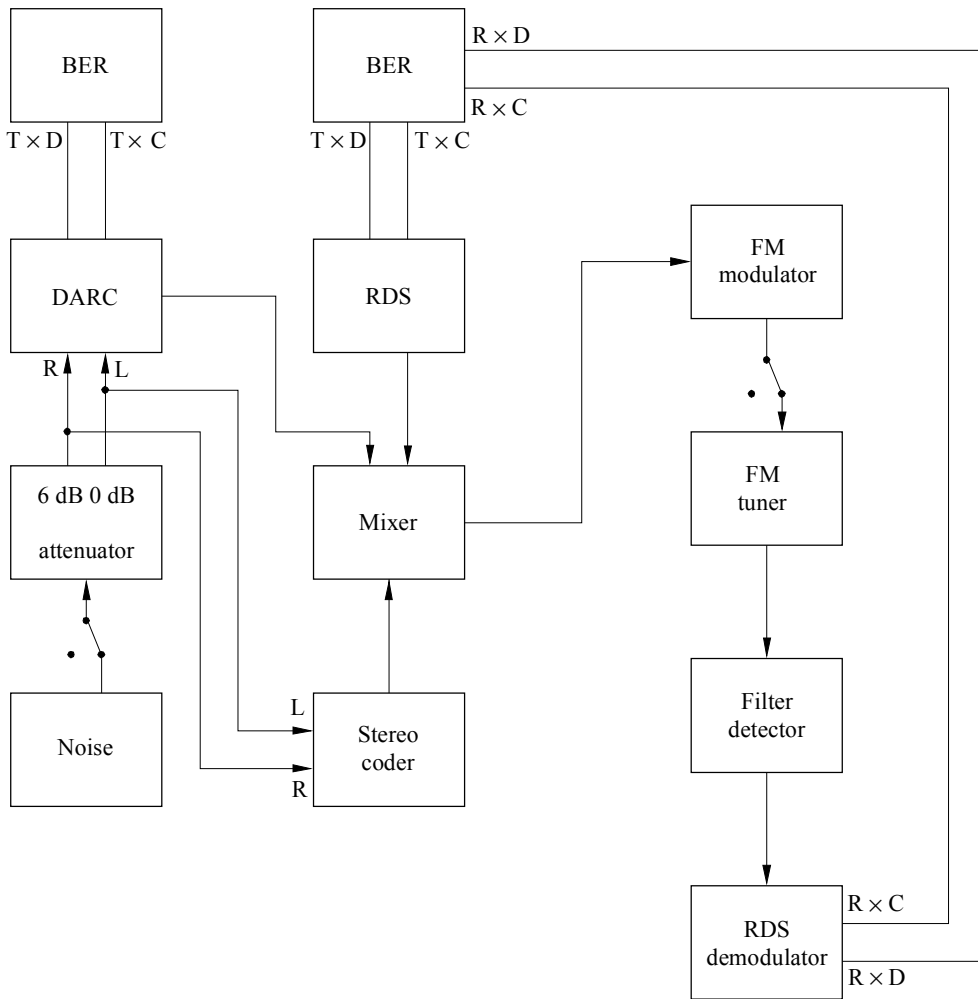 BER
BER
R × D
R × C
T × D
T × C
T × D
T × C
DARC
RDS
FM
modulator
R
L
6 dB 0 dB
attenuator
Mixer
FM
tuner
Noise
L
R
Stereo
coder
Filter
detector
RDS
demodulator
R × C
R × D